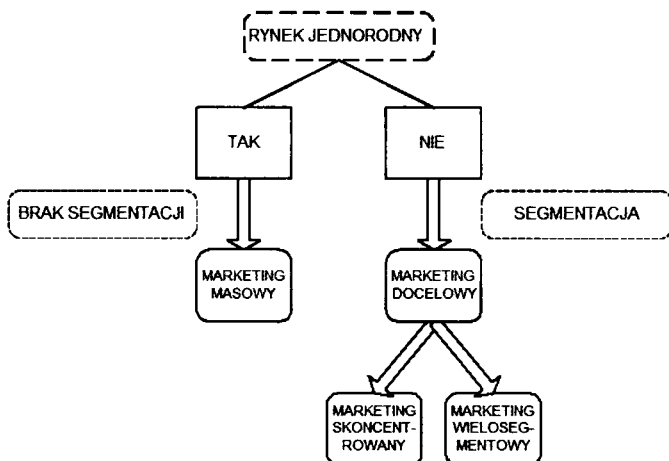 RYNEK JEDNORODNY
TAK
NIE
BRAK SEGMENTACJI
SEGMENTACJA
MARKETING
MASOWY
MARKETING
DOCELOWY
MARKETING
SKONCENT-
ROWANY
MARKETING
WIELOSEG-
MENTOWY